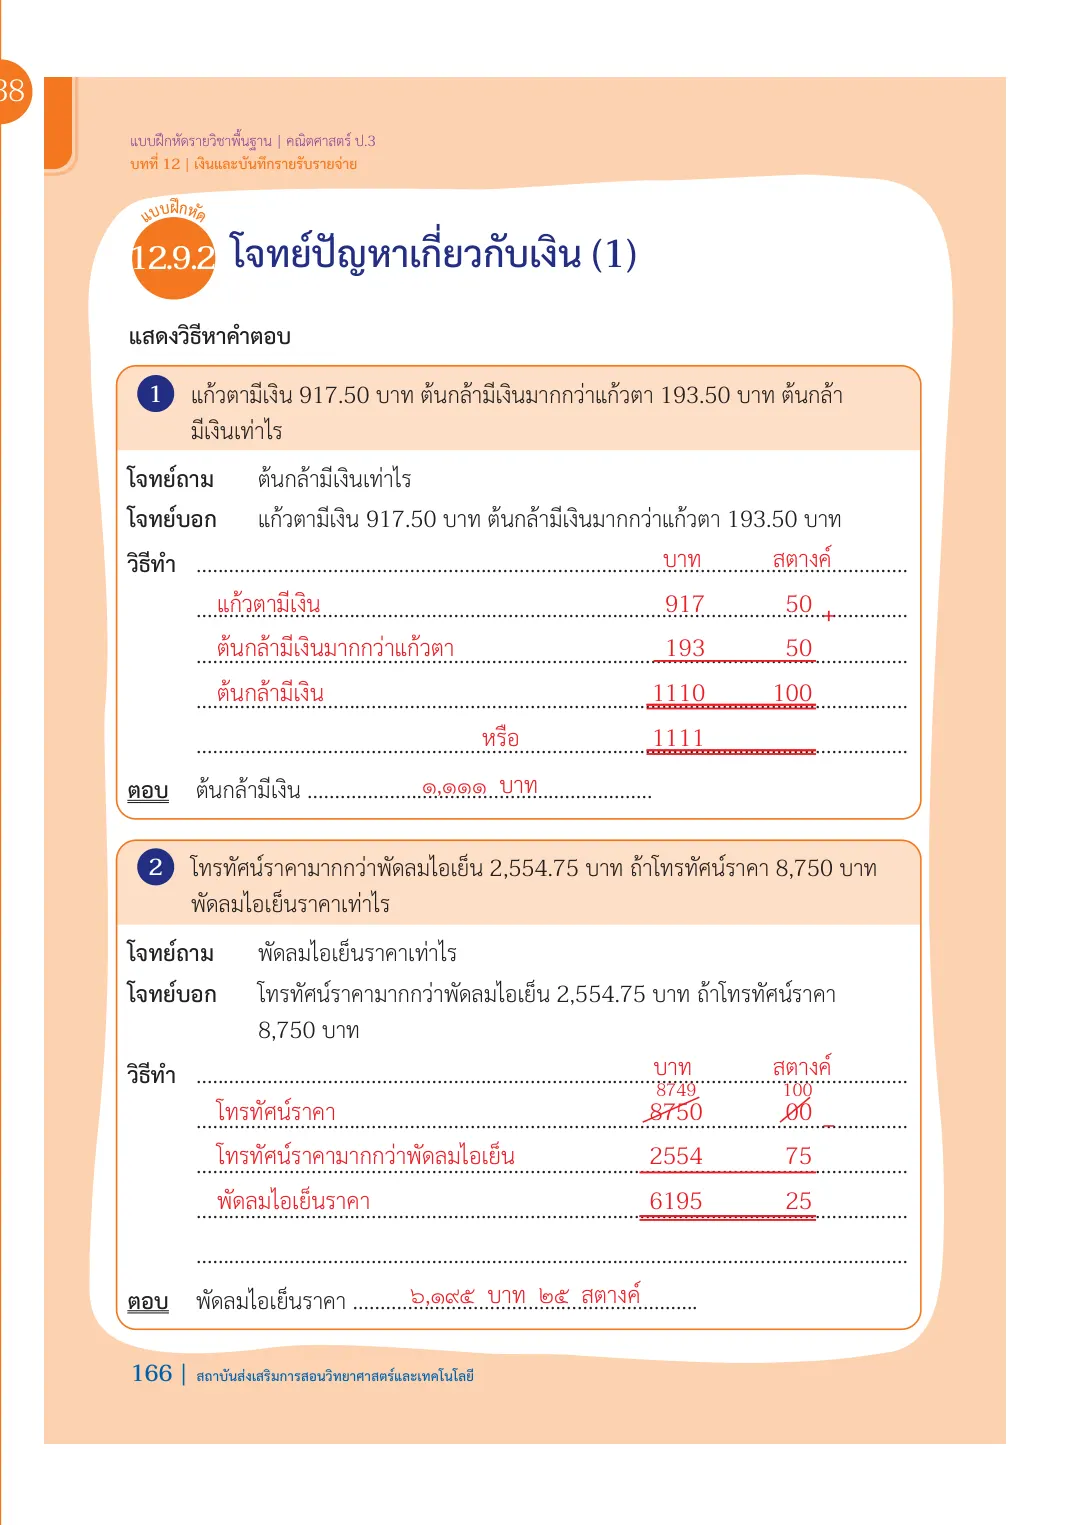 38
แบบฝึกหัดรายวิชาพื้นฐาน | คณิตศาสตร์ ป.3
บทที่ 12 | เงินและบันทึกรายรับรายจ่าย
แบบฝึกหัด
12.9.2 โจทย์ปัญหาเกี่ยวกับเงิน (1)
แสดงวิธีหาคำตอบ
1 แก้วตามีเงิน 917.50 บาท ต้นกล้ามีเงินมากกว่าแก้วตา 193.50 บาท ต้นกล้า
มีเงินเท่าไร
โจทย์ถาม ต้นกล้ามีเงินเท่าไร
โจทย์บอก แก้วตามีเงิน 917.50 บาท ต้นกล้ามีเงินมากกว่าแก้วตา 193.50 บาท
วิธีทำ บาท สตางค์
แก้วตามีเงิน 917 50 +
ต้นกล้ามีเงินมากกว่าแก้วตา 193 50
ต้นกล้ามีเงิน 1110 100
หรือ 1111
ตอบ ต้นกล้ามีเงิน ๑,๑๑๑ บาท
2 โทรทัศน์ราคามากกว่าพัดลมไอเย็น 2,554.75 บาท ถ้าโทรทัศน์ราคา 8,750 บาท
พัดลมไอเย็นราคาเท่าไร
โจทย์ถาม พัดลมไอเย็นราคาเท่าไร
โจทย์บอก โทรทัศน์ราคามากกว่าพัดลมไอเย็น 2,554.75 บาท ถ้าโทรทัศน์ราคา
8,750 บาท
วิธีทำ บาท สตางค์
8749 100
โทรทัศน์ราคา 8750 00 –
โทรทัศน์ราคามากกว่าพัดลมไอเย็น 2554 75
พัดลมไอเย็นราคา 6195 25
ตอบ พัดลมไอเย็นราคา ๖,๑๙๕ บาท ๒๕ สตางค์
166 | สถาบันส่งเสริมการสอนวิทยาศาสตร์และเทคโนโลยี